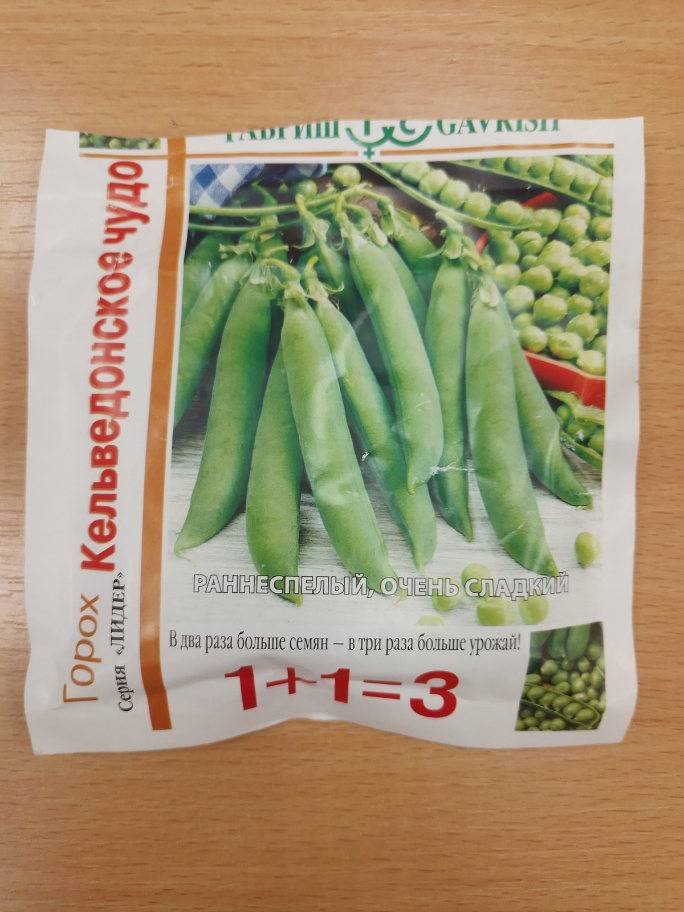 ГАВРИШ GAVRISH
Горох Кельведонское чудо
Серия «ЛИДЕР»
РАННЕСПЕЛЫЙ, ОЧЕНЬ СЛАДКИЙ
В два раза больше семян – в три раза больше урожай!
1+1=3